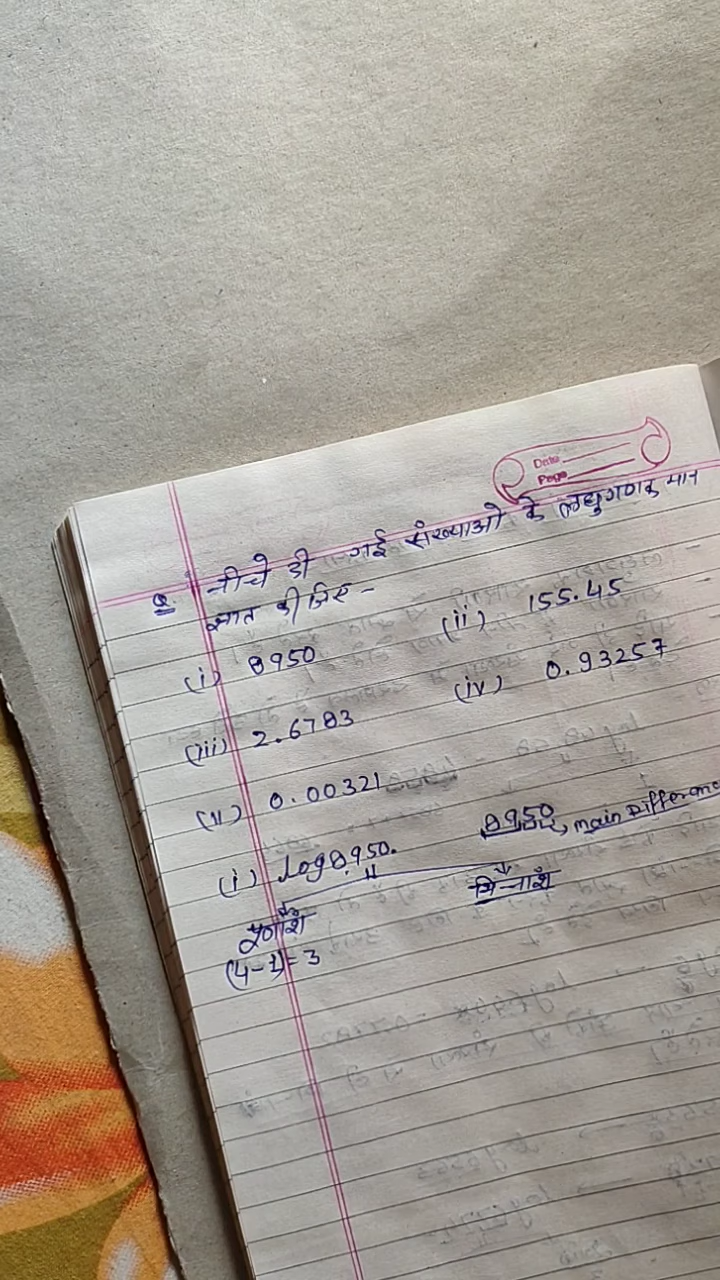 Date
Page
Q. नीचे दी गई संख्याओ के लघुगणक मान
ज्ञात कीजिए -
(i) 8950 (ii) 155.45
(iii) 2.6783 (iv) 0.93257
(v) 0.00321
(i) log 8950. 8950, main Difference
पूर्णांश भिन्नांश
(4-1)= 3